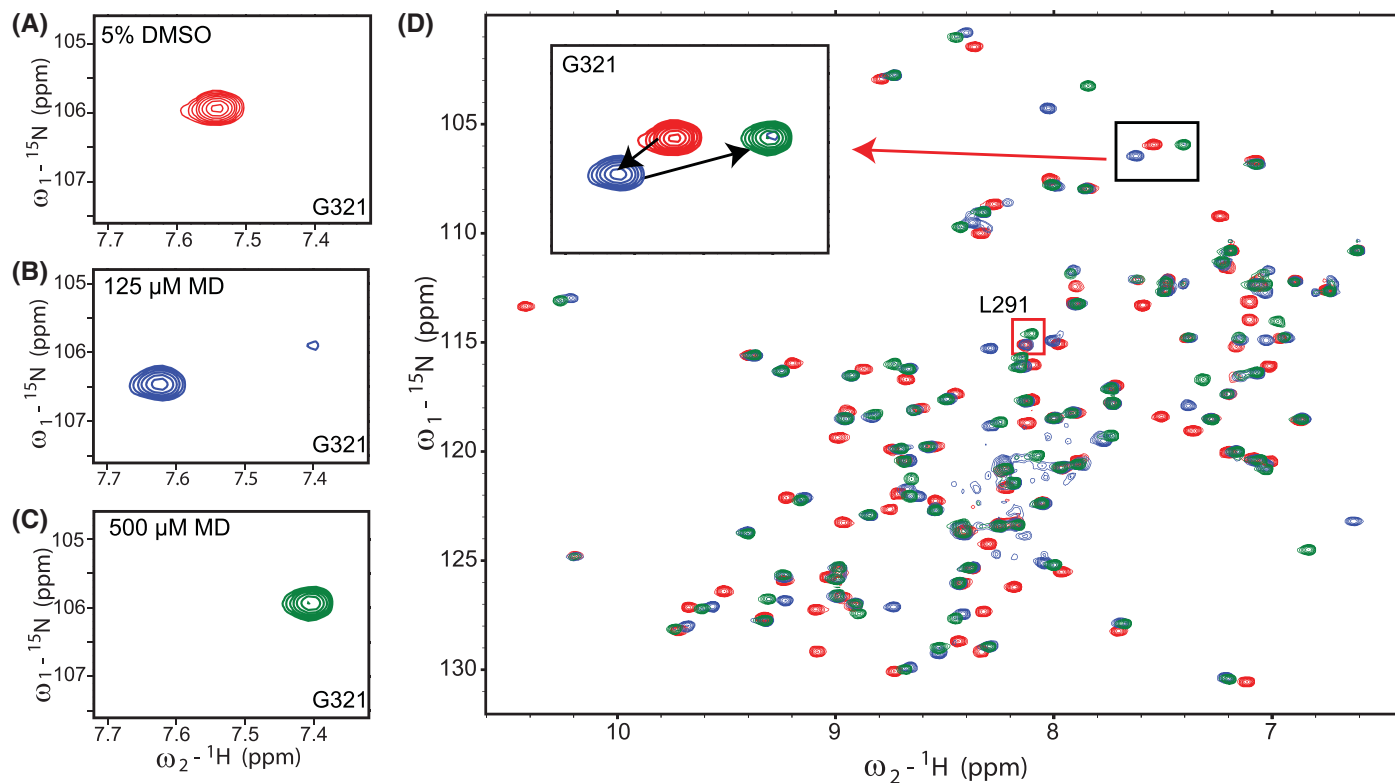 (A)
5% DMSO
105
106
107
ω1 - 15N (ppm)
G321
7.7 7.6 7.5 7.4
(B)
125 µM MD
105
106
107
ω1 - 15N (ppm)
G321
7.7 7.6 7.5 7.4
(C)
500 µM MD
105
106
107
ω1 - 15N (ppm)
G321
7.7 7.6 7.5 7.4
ω2 - 1H (ppm)
(D)
G321
L291
105
110
115
120
125
130
ω1 - 15N (ppm)
10 9 8 7
ω2 - 1H (ppm)